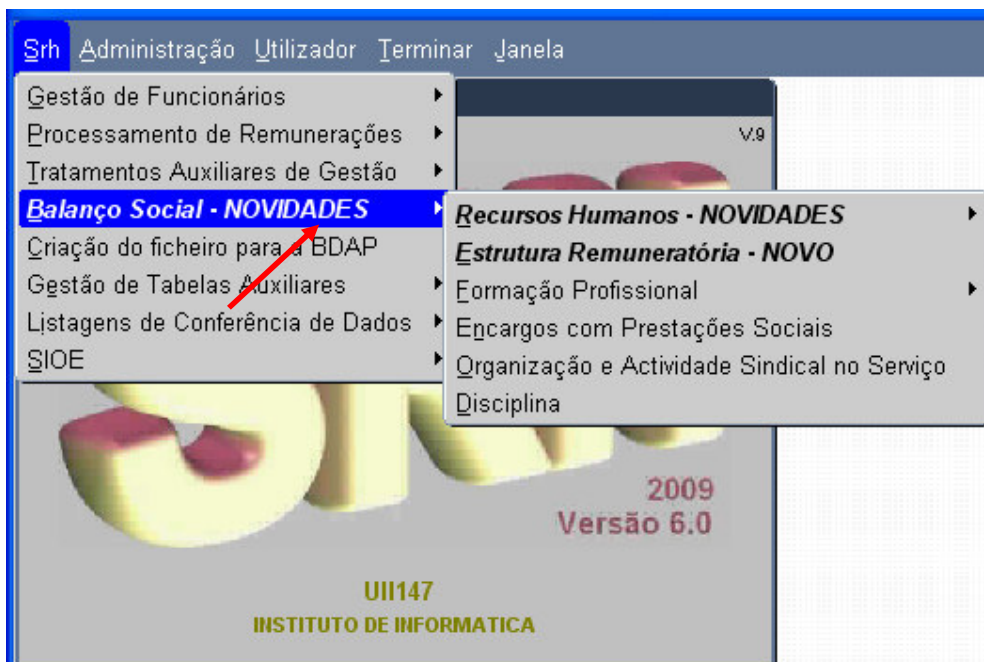 Srh Administração Utilizador Terminar Janela
Gestão de Funcionários
Processamento de Remunerações
Tratamentos Auxiliares de Gestão
Balanço Social - NOVIDADES
Criação do ficheiro para a BDAP
Gestão de Tabelas Auxiliares
Listagens de Conferência de Dados
SIOE
V.9
Recursos Humanos - NOVIDADES
Estrutura Remuneratória - NOVO
Formação Profissional
Encargos com Prestações Sociais
Organização e Actividade Sindical no Serviço
Disciplina
2009
Versão 6.0
UII147
INSTITUTO DE INFORMATICA